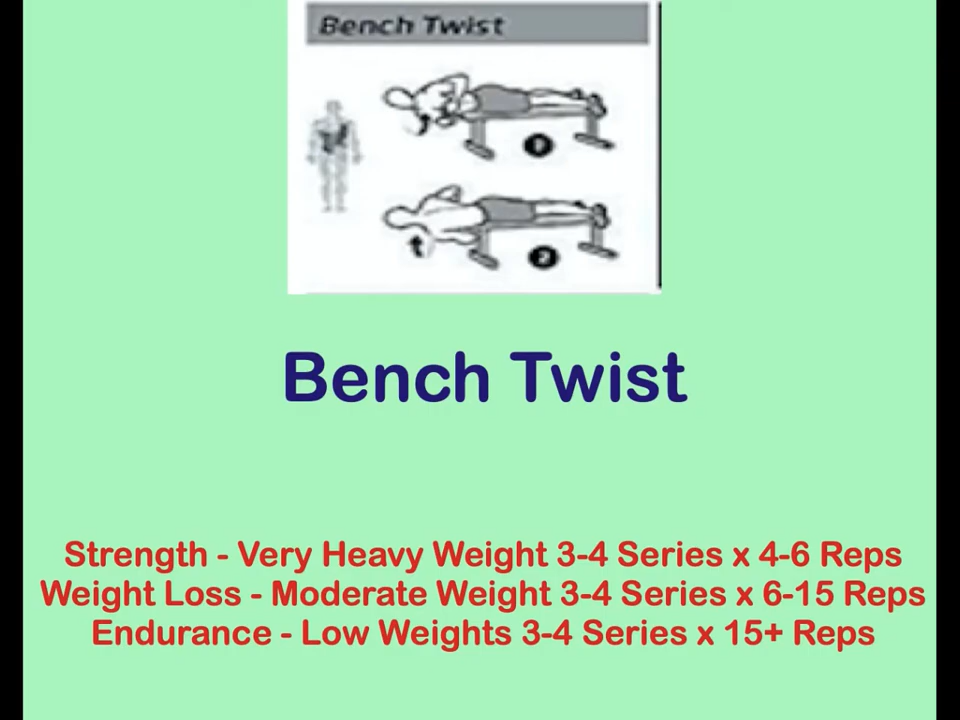 Bench Twist
Bench Twist
Strength - Very Heavy Weight 3-4 Series x 4-6 Reps
Weight Loss - Moderate Weight 3-4 Series x 6-15 Reps
Endurance - Low Weights 3-4 Series x 15+ Reps